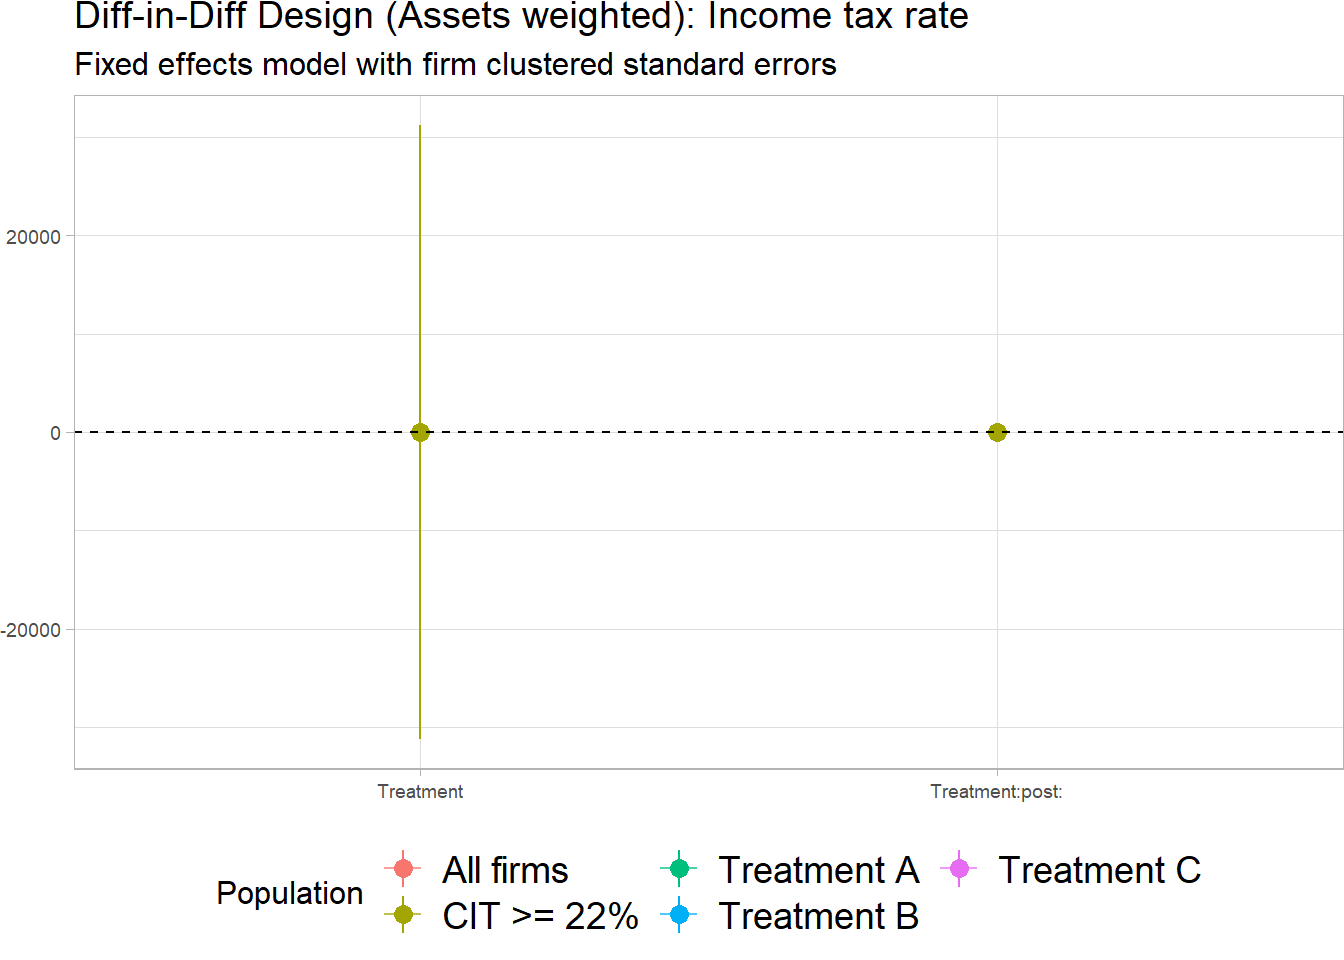 Diff-in-Diff Design (Assets weighted): Income tax rate
Fixed effects model with firm clustered standard errors
20000
0
-20000
Treatment
Treatment:post:
Population
All firms
Treatment A
Treatment C
CIT >= 22%
Treatment B